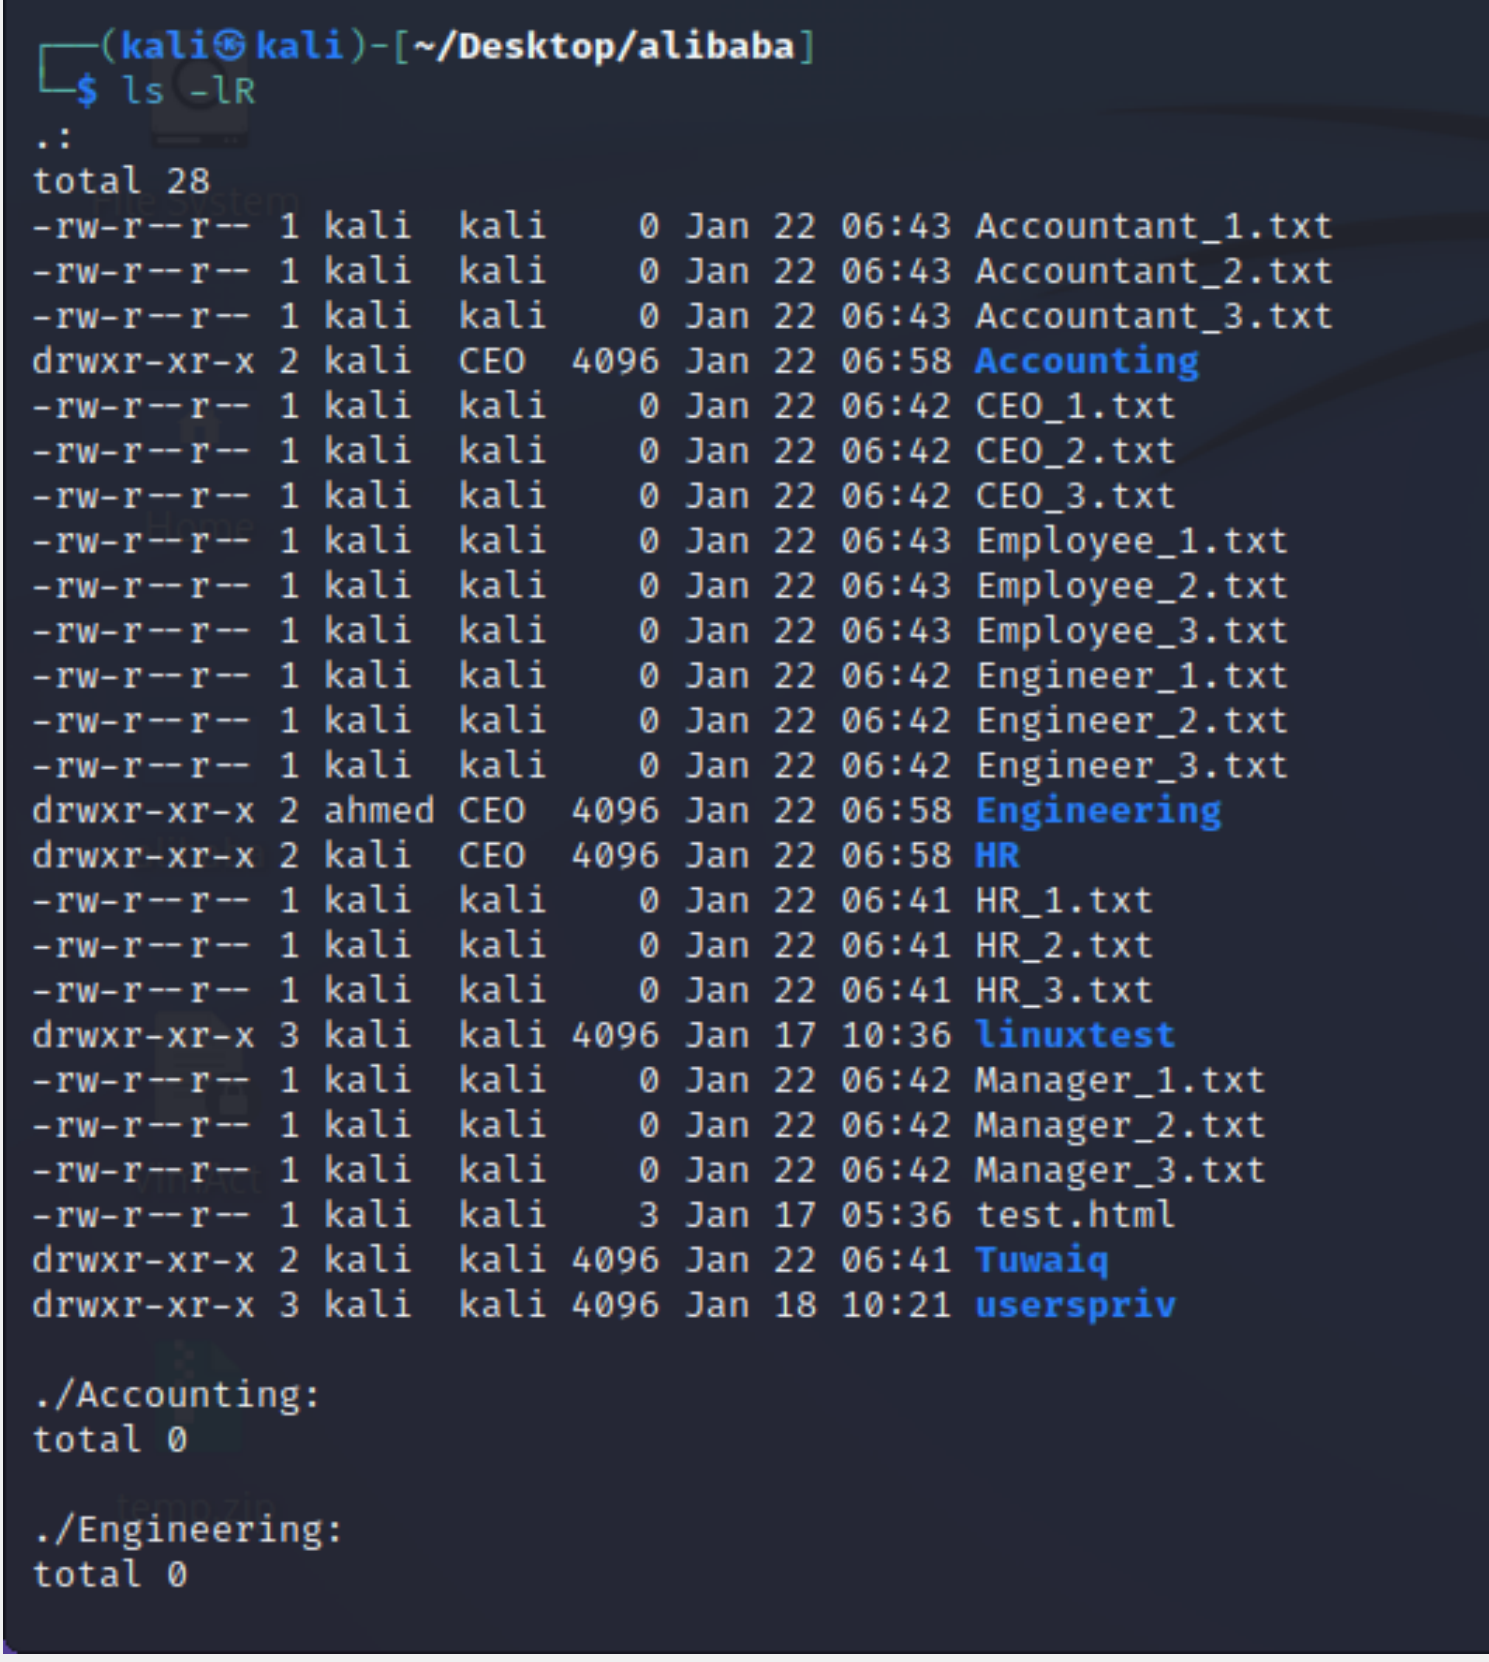 ┌──(kali㉿kali)-[~/Desktop/alibaba]
└─$ ls -lR
.:
total 28
-rw-r--r-- 1 kali  kali    0 Jan 22 06:43 Accountant_1.txt
-rw-r--r-- 1 kali  kali    0 Jan 22 06:43 Accountant_2.txt
-rw-r--r-- 1 kali  kali    0 Jan 22 06:43 Accountant_3.txt
drwxr-xr-x 2 kali  CEO  4096 Jan 22 06:58 Accounting
-rw-r--r-- 1 kali  kali    0 Jan 22 06:42 CEO_1.txt
-rw-r--r-- 1 kali  kali    0 Jan 22 06:42 CEO_2.txt
-rw-r--r-- 1 kali  kali    0 Jan 22 06:42 CEO_3.txt
-rw-r--r-- 1 kali  kali    0 Jan 22 06:43 Employee_1.txt
-rw-r--r-- 1 kali  kali    0 Jan 22 06:43 Employee_2.txt
-rw-r--r-- 1 kali  kali    0 Jan 22 06:43 Employee_3.txt
-rw-r--r-- 1 kali  kali    0 Jan 22 06:42 Engineer_1.txt
-rw-r--r-- 1 kali  kali    0 Jan 22 06:42 Engineer_2.txt
-rw-r--r-- 1 kali  kali    0 Jan 22 06:42 Engineer_3.txt
drwxr-xr-x 2 ahmed CEO  4096 Jan 22 06:58 Engineering
drwxr-xr-x 2 kali  CEO  4096 Jan 22 06:58 HR
-rw-r--r-- 1 kali  kali    0 Jan 22 06:41 HR_1.txt
-rw-r--r-- 1 kali  kali    0 Jan 22 06:41 HR_2.txt
-rw-r--r-- 1 kali  kali    0 Jan 22 06:41 HR_3.txt
drwxr-xr-x 3 kali  kali 4096 Jan 17 10:36 linuxtest
-rw-r--r-- 1 kali  kali    0 Jan 22 06:42 Manager_1.txt
-rw-r--r-- 1 kali  kali    0 Jan 22 06:42 Manager_2.txt
-rw-r--r-- 1 kali  kali    0 Jan 22 06:42 Manager_3.txt
-rw-r--r-- 1 kali  kali    3 Jan 17 05:36 test.html
drwxr-xr-x 2 kali  kali 4096 Jan 22 06:41 Tuwaiq
drwxr-xr-x 3 kali  kali 4096 Jan 18 10:21 userspriv
./Accounting:
total 0
./Engineering:
total 0
File System
Home
VimAct
temp.zip